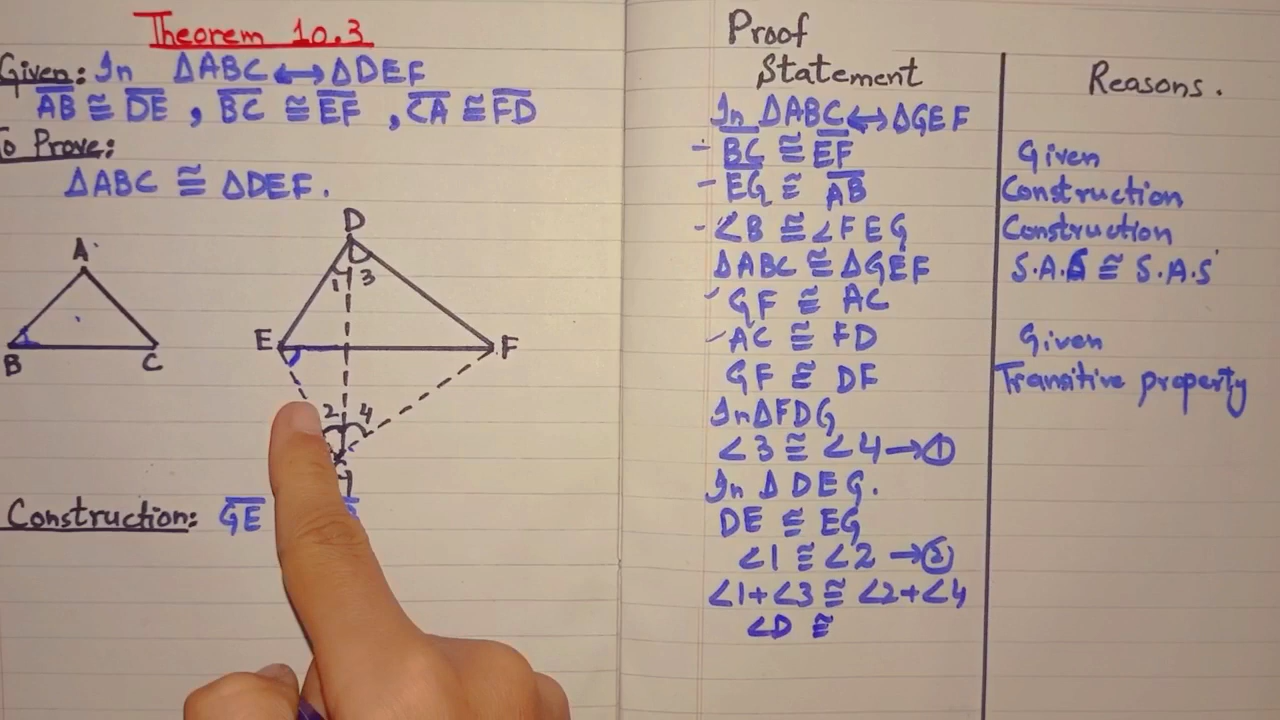 Theorem 10.3
Given: In ΔABC ↔ ΔDEF
AB ≅ DE , BC ≅ EF , CA ≅ FD
To Prove:
ΔABC ≅ ΔDEF.
D
A
1 3
E F
B C
2 4
Construction: GE
Proof
Statement Reasons.
In ΔABC ↔ ΔGEF
- BC ≅ EF Given
- EG ≅ AB Construction
- ∠B ≅ ∠FEG Construction
ΔABC ≅ ΔGEF S.A.S ≅ S.A.S
GF ≅ AC
AC ≅ FD Given
GF ≅ DF Transitive property
In ΔFDG
∠3 ≅ ∠4 → ①
In Δ DEG.
DE ≅ EG
∠1 ≅ ∠2 → ②
∠1+∠3 ≅ ∠2+∠4
∠D ≅